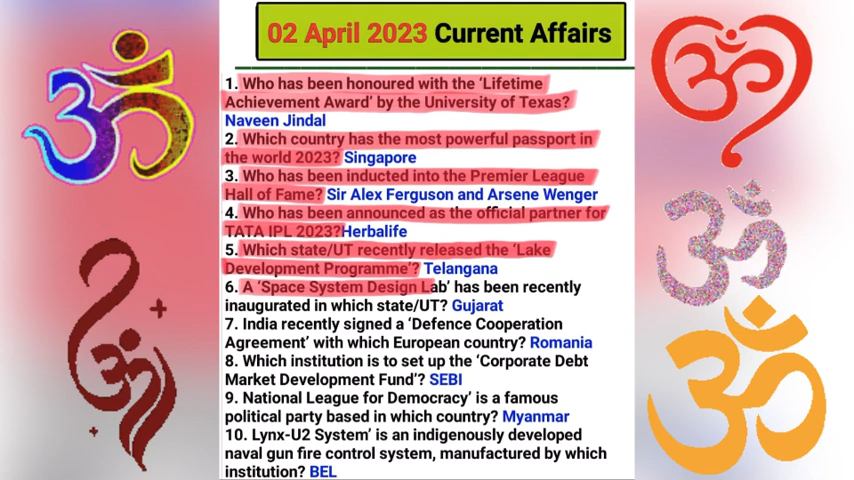 02 April 2023 Current Affairs
1. Who has been honoured with the ‘Lifetime
Achievement Award’ by the University of Texas?
Naveen Jindal
2. Which country has the most powerful passport in
the world 2023? Singapore
3. Who has been inducted into the Premier League
Hall of Fame? Sir Alex Ferguson and Arsene Wenger
4. Who has been announced as the official partner for
TATA IPL 2023?Herbalife
5. Which state/UT recently released the ‘Lake
Development Programme’? Telangana
6. A ‘Space System Design Lab’ has been recently
inaugurated in which state/UT? Gujarat
7. India recently signed a ‘Defence Cooperation
Agreement’ with which European country? Romania
8. Which institution is to set up the ‘Corporate Debt
Market Development Fund’? SEBI
9. National League for Democracy’ is a famous
political party based in which country? Myanmar
10. Lynx-U2 System’ is an indigenously developed
naval gun fire control system, manufactured by which
institution? BEL
ॐ
ॐ
ॐ
ॐ
ॐ